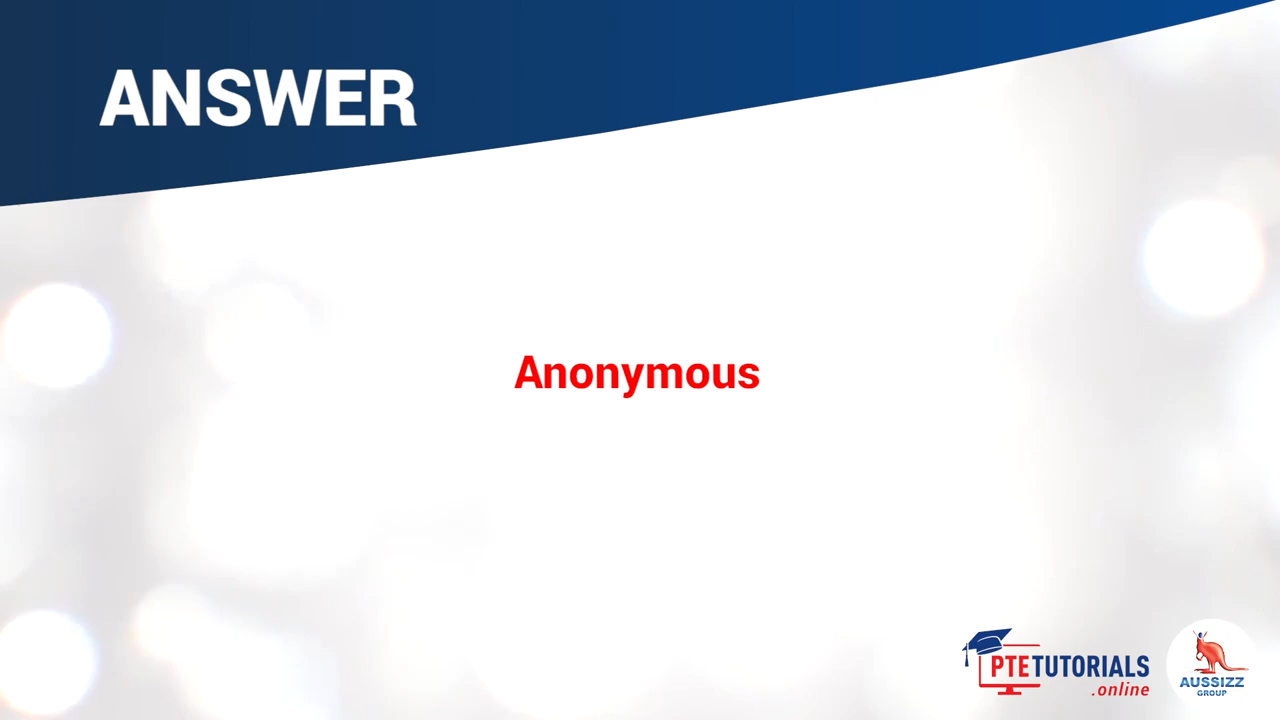 ANSWER
Anonymous
PTETUTORIALS
.online
AUSSIZZ
GROUP